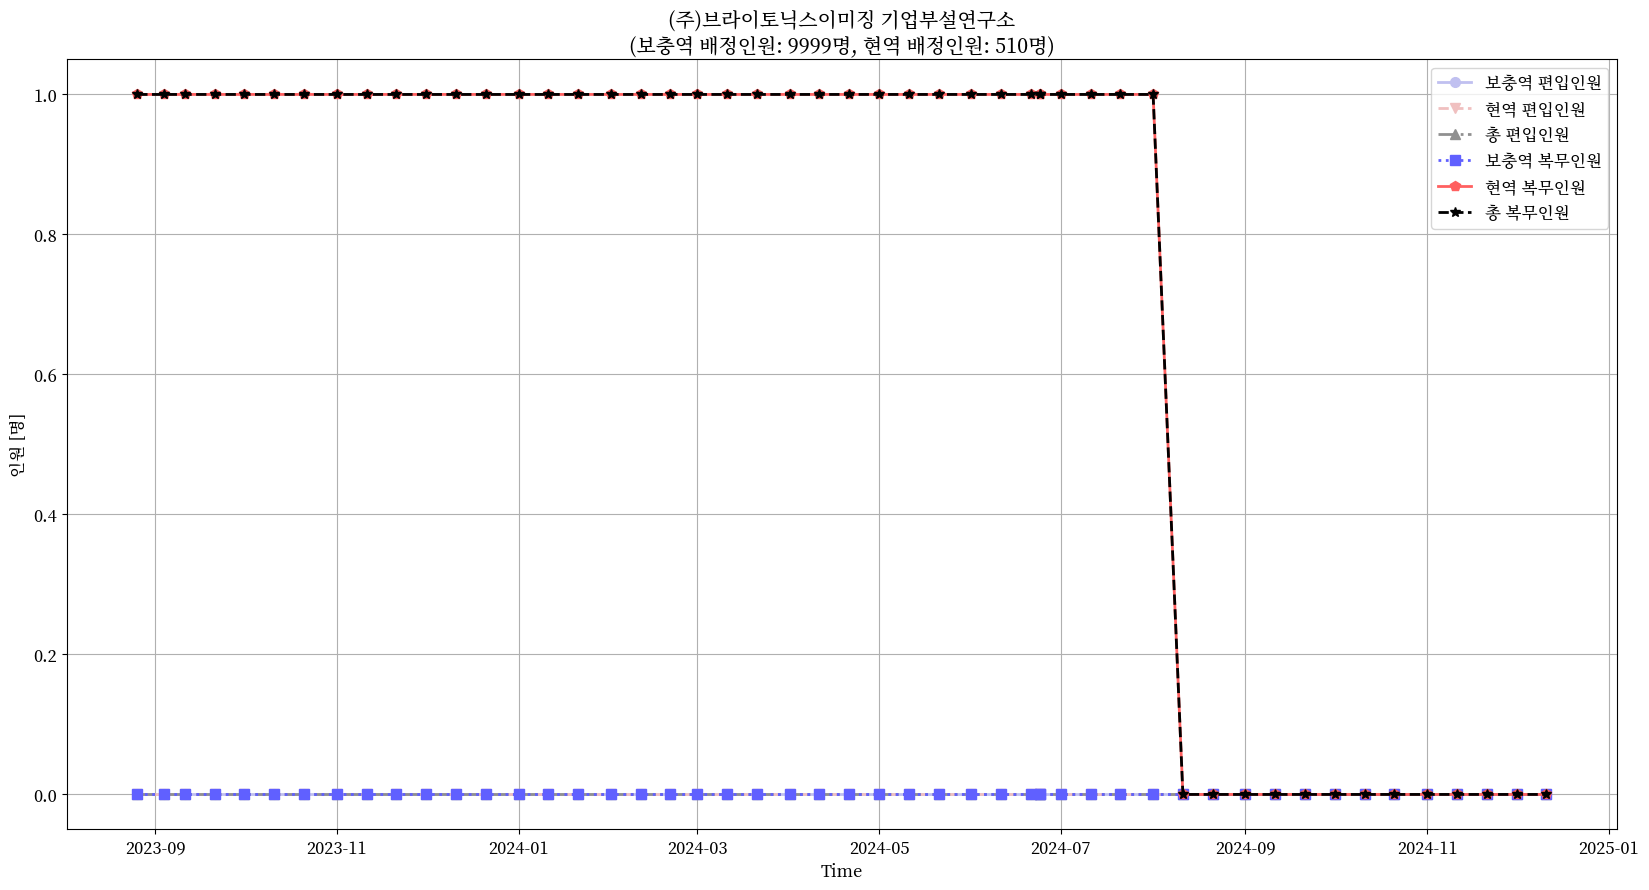 (주)브라이토닉스이미징 기업부설연구소
(보충역 배정인원: 9999명, 현역 배정인원: 510명)
보충역 편입인원
현역 편입인원
총 편입인원
보충역 복무인원
현역 복무인원
총 복무인원
1.0
0.8
0.6
0.4
0.2
0.0
인원 [명]
2023-09
2023-11
2024-01
2024-03
2024-05
2024-07
2024-09
2024-11
2025-01
Time